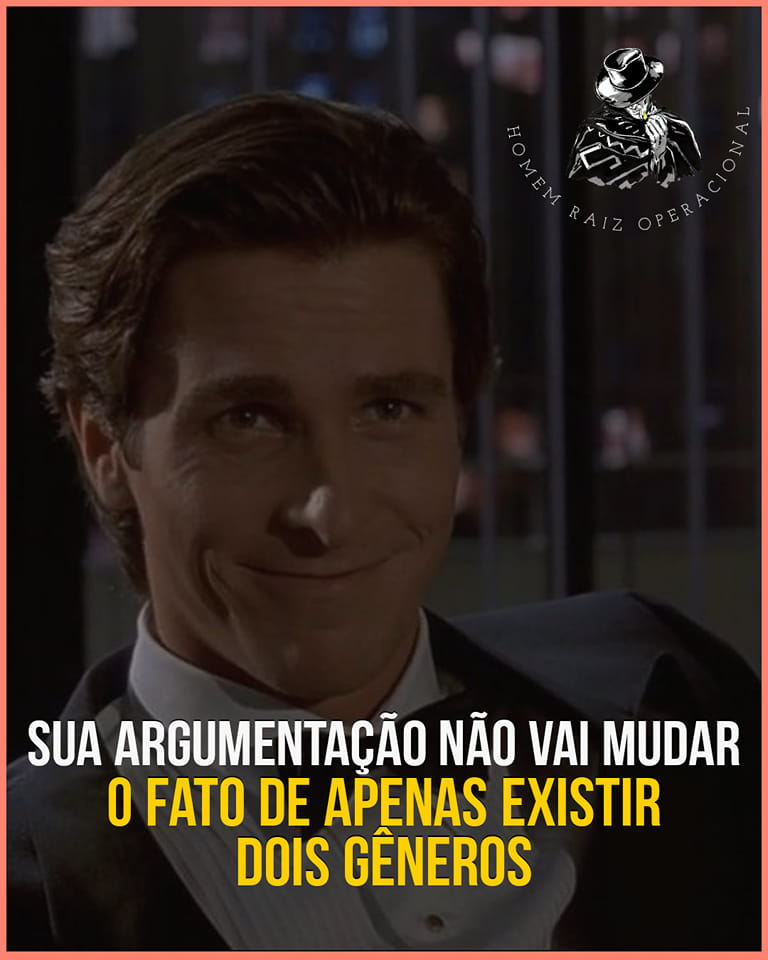 HOMEM RAIZ OPERACIONAL
SUA ARGUMENTAÇÃO NÃO VAI MUDAR
O FATO DE APENAS EXISTIR
DOIS GÊNEROS